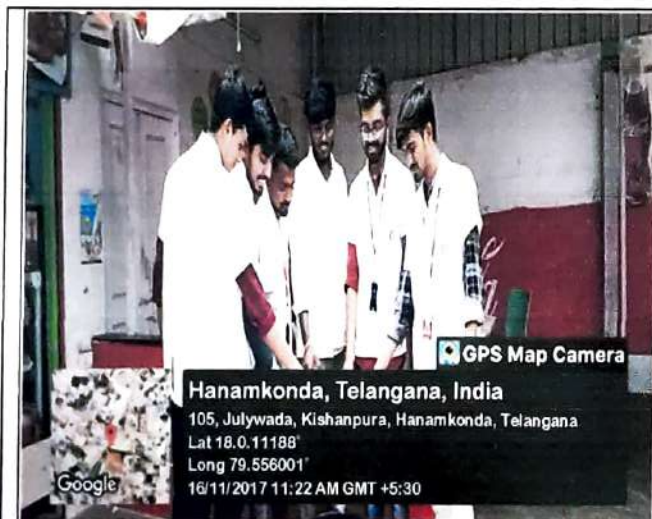 GPS Map Camera
Hanamkonda, Telangana, India
105, Julywada, Kishanpura, Hanamkonda, Telangana
Lat 18.0.11188°
Long 79.556001°
16/11/2017 11:22 AM GMT +5:30
Google